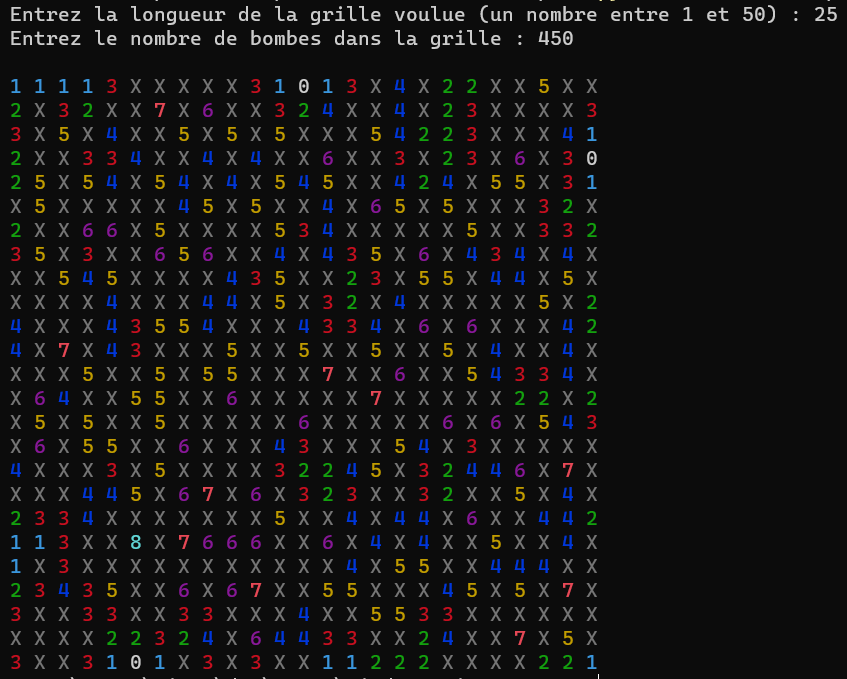 Entrez la longueur de la grille voulue (un nombre entre 1 et 50) : 25
Entrez le nombre de bombes dans la grille : 450
1 1 1 1 3 X X X X X 3 1 0 1 3 X 4 X 2 2 X X 5 X X
2 X 3 2 X X 7 X 6 X X 3 2 4 X X 4 X 2 3 X X X X 3
3 X 5 X 4 X X 5 X 5 X 5 X X X 5 4 2 2 3 X X X 4 1
2 X X 3 3 4 X X 4 X 4 X X 6 X X 3 X 2 3 X 6 X 3 0
2 5 X 5 4 X 5 4 X 4 X 5 4 5 X X 4 2 4 X 5 5 X 3 1
X 5 X X X X X 4 5 X 5 X X 4 X 6 5 X 5 X X X 3 2 X
2 X X 6 6 X 5 X X X X 5 3 4 X X X X X 5 X X 3 3 2
3 5 X 3 X X 6 5 6 X X 4 X 4 3 5 X 6 X 4 3 4 X 4 X
X X 5 4 5 X X X X 4 3 5 X X 2 3 X 5 5 X 4 4 X 5 X
X X X X 4 X X X 4 4 X 5 X 3 2 X 4 X X X X X 5 X 2
4 X X X 4 3 5 5 4 X X X 4 3 3 4 X 6 X 6 X X X 4 2
4 X 7 X 4 3 X X X 5 X X 5 X X 5 X X 5 X 4 X X 4 X
X X X 5 X X 5 X 5 5 X X X 7 X X 6 X X 5 4 3 3 4 X
X 6 4 X X 5 5 X X 6 X X X X X 7 X X X X X 2 2 X 2
X 5 X 5 X X 5 X X X X X 6 X X X X X 6 X 6 X 5 4 3
X 6 X 5 5 X X 6 X X X 4 3 X X X 5 4 X 3 X X X X X
4 X X X 3 X 5 X X X X 3 2 2 4 5 X 3 2 4 4 6 X 7 X
X X X 4 4 5 X 6 7 X 6 X 3 2 3 X X 3 2 X X 5 X 4 X
2 3 3 4 X X X X X X X 5 X X 4 X 4 4 X 6 X X 4 4 2
1 1 3 X X 8 X 7 6 6 6 X X 6 X 4 X 4 X X 5 X X 4 X
1 X 3 X X X X X X X X X X X 4 X 5 5 X X 4 4 4 X X
2 3 4 3 5 X X 6 X 6 7 X X 5 5 X X X 4 5 X 5 X 7 X
3 X X 3 3 X X 3 3 X X X 4 X X 5 5 3 3 X X X X X X
X X X X 2 2 3 2 4 X 6 4 4 3 3 X X 2 4 X X 7 X 5 X
3 X X 3 1 0 1 X 3 X 3 X X 1 1 2 2 2 X X X X 2 2 1